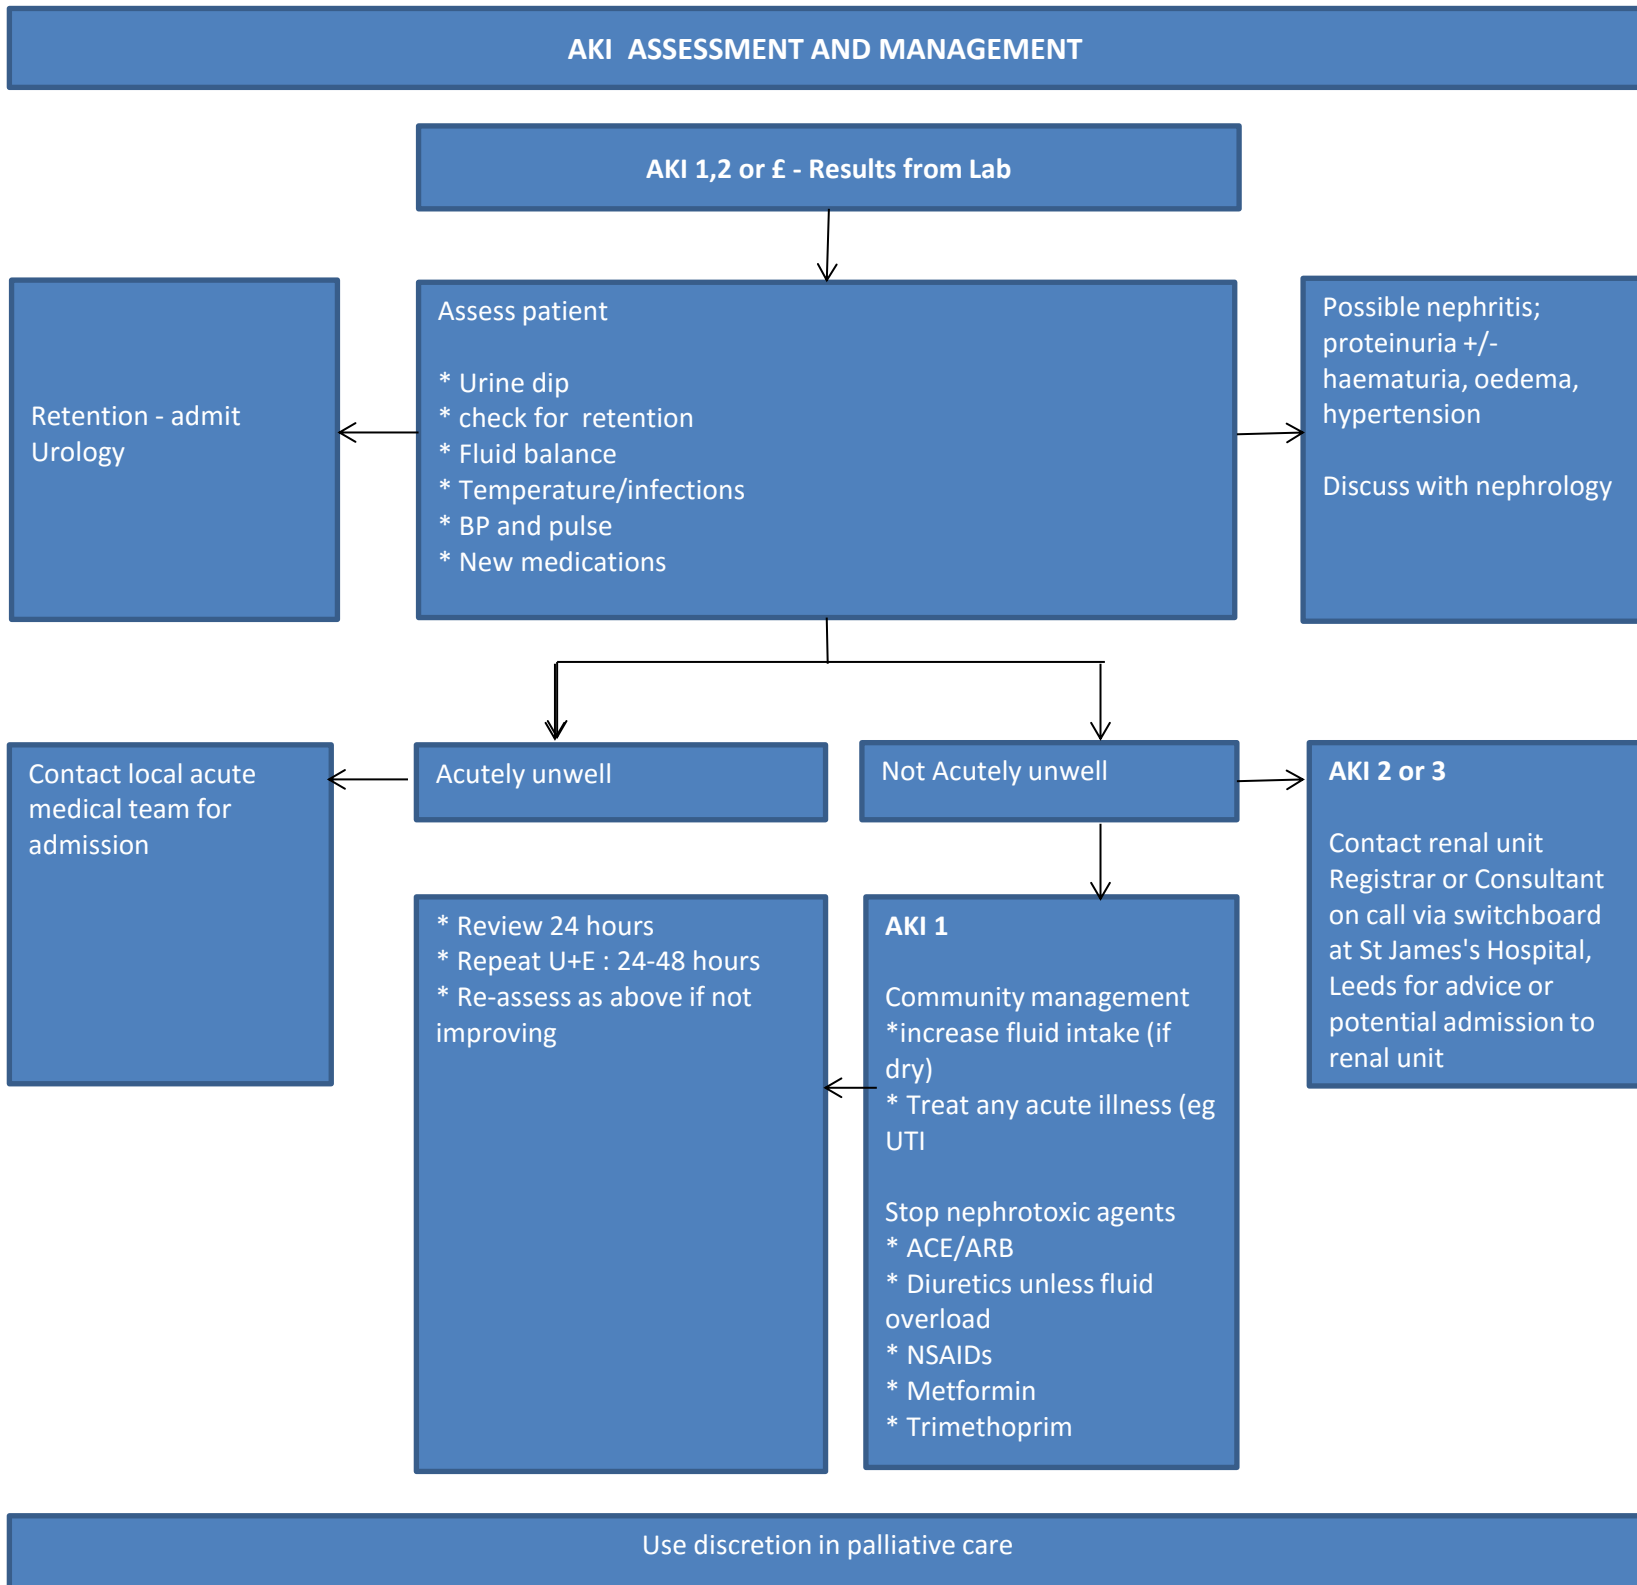 AKI ASSESSMENT AND MANAGEMENT
AKI 1,2 or £ - Results from Lab
Retention - admit
Urology
Assess patient
* Urine dip
* check for retention
* Fluid balance
* Temperature/infections
* BP and pulse
* New medications
Possible nephritis;
proteinuria +/-
haematuria, oedema,
hypertension
Discuss with nephrology
Contact local acute
medical team for
admission
Acutely unwell
Not Acutely unwell
AKI 2 or 3
Contact renal unit
Registrar or Consultant
on call via switchboard
at St James's Hospital,
Leeds for advice or
potential admission to
renal unit
* Review 24 hours
* Repeat U+E : 24-48 hours
* Re-assess as above if not
improving
AKI 1
Community management
*increase fluid intake (if
dry)
* Treat any acute illness (eg
UTI
Stop nephrotoxic agents
* ACE/ARB
* Diuretics unless fluid
overload
* NSAIDs
* Metformin
* Trimethoprim
Use discretion in palliative care